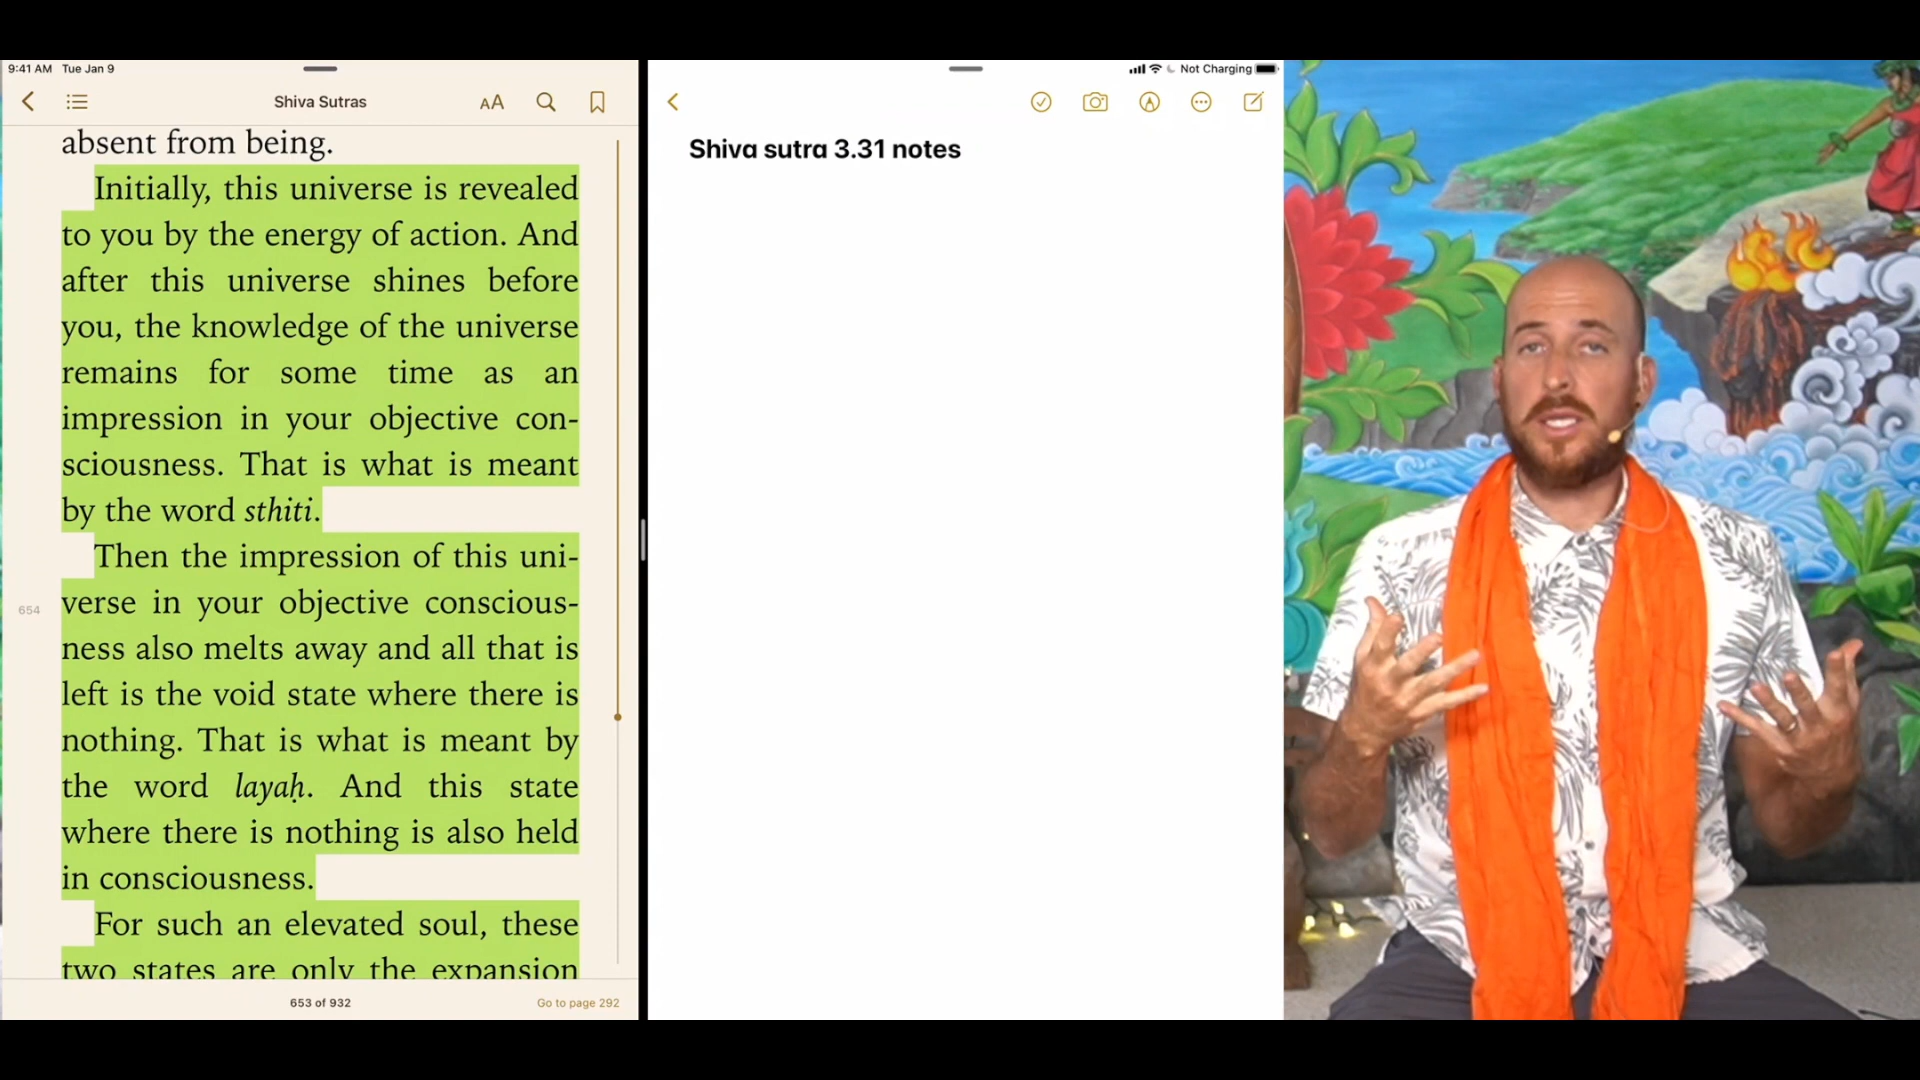 9:41 AM Tue Jan 9
Shiva Sutras
AA
absent from being.
Initially, this universe is revealed
to you by the energy of action. And
after this universe shines before
you, the knowledge of the universe
remains for some time as an
impression in your objective con-
sciousness. That is what is meant
by the word sthiti.
Then the impression of this uni-
verse in your objective conscious-
654
ness also melts away and all that is
left is the void state where there is
nothing. That is what is meant by
the word layaḥ. And this state
where there is nothing is also held
in consciousness.
For such an elevated soul, these
two states are only the expansion
653 of 932
Go to page 292
Not Charging
Shiva sutra 3.31 notes